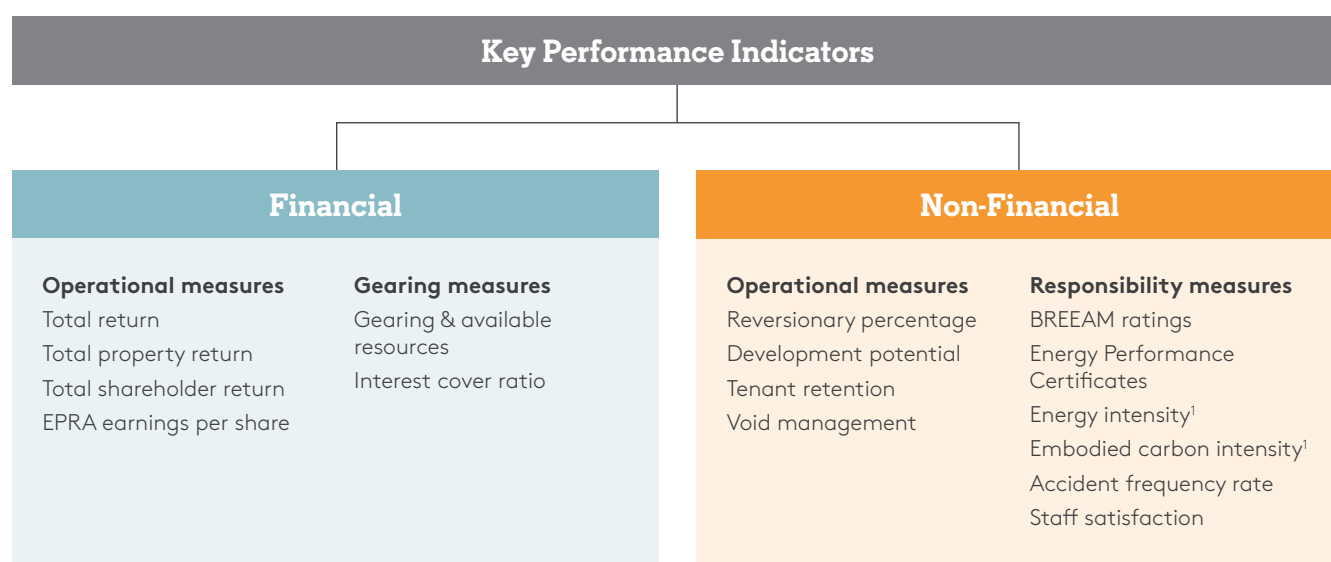 Key Performance Indicators
Financial
Operational measures
Total return
Total property return
Total shareholder return
EPRA earnings per share
Gearing measures
Gearing & available
resources
Interest cover ratio
Non-Financial
Operational measures
Reversionary percentage
Development potential
Tenant retention
Void management
Responsibility measures
BREEAM ratings
Energy Performance
Certificates
Energy intensity¹
Embodied carbon intensity¹
Accident frequency rate
Staff satisfaction